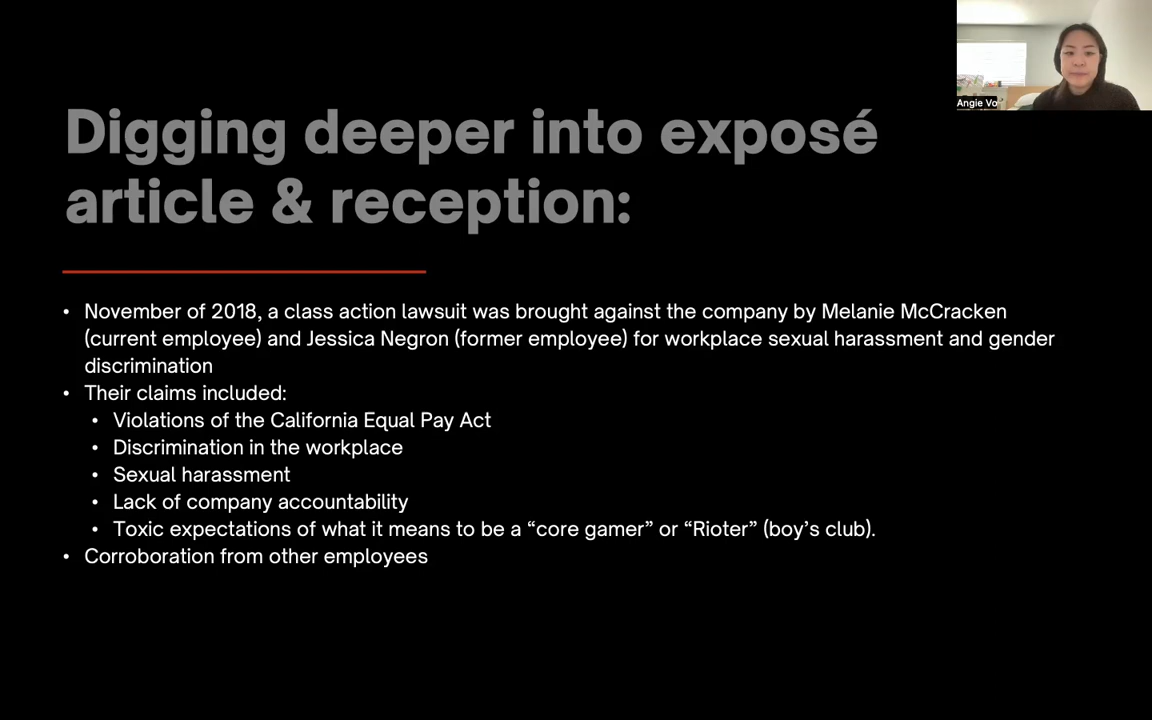 Angie Vo
Digging deeper into exposé
article & reception:
• November of 2018, a class action lawsuit was brought against the company by Melanie McCracken
(current employee) and Jessica Negron (former employee) for workplace sexual harassment and gender
discrimination
• Their claims included:
• Violations of the California Equal Pay Act
• Discrimination in the workplace
• Sexual harassment
• Lack of company accountability
• Toxic expectations of what it means to be a “core gamer” or “Rioter” (boy’s club).
• Corroboration from other employees